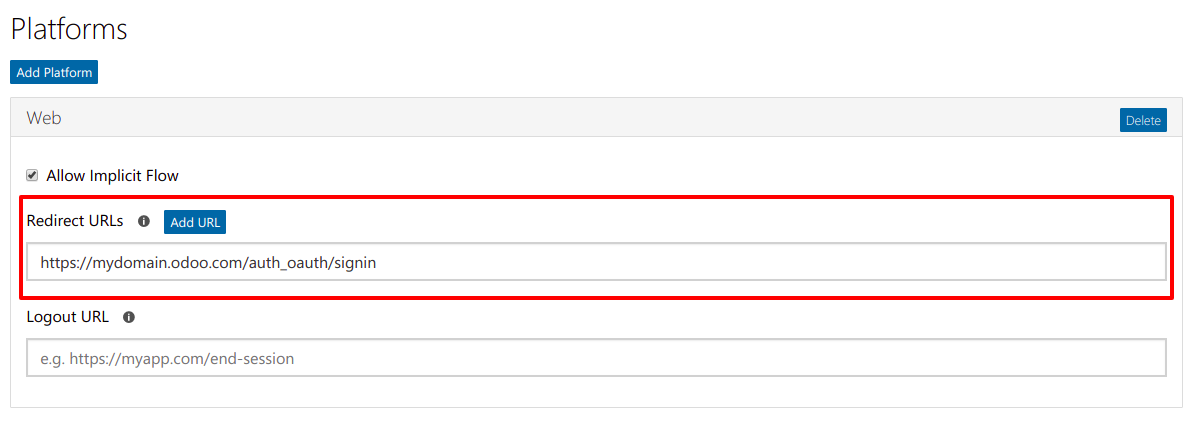 Platforms
Add Platform
Web
Delete
Allow Implicit Flow
Redirect URLs
Add URL
https://mydomain.odoo.com/auth_oauth/signin
Logout URL
e.g. https://myapp.com/end-session